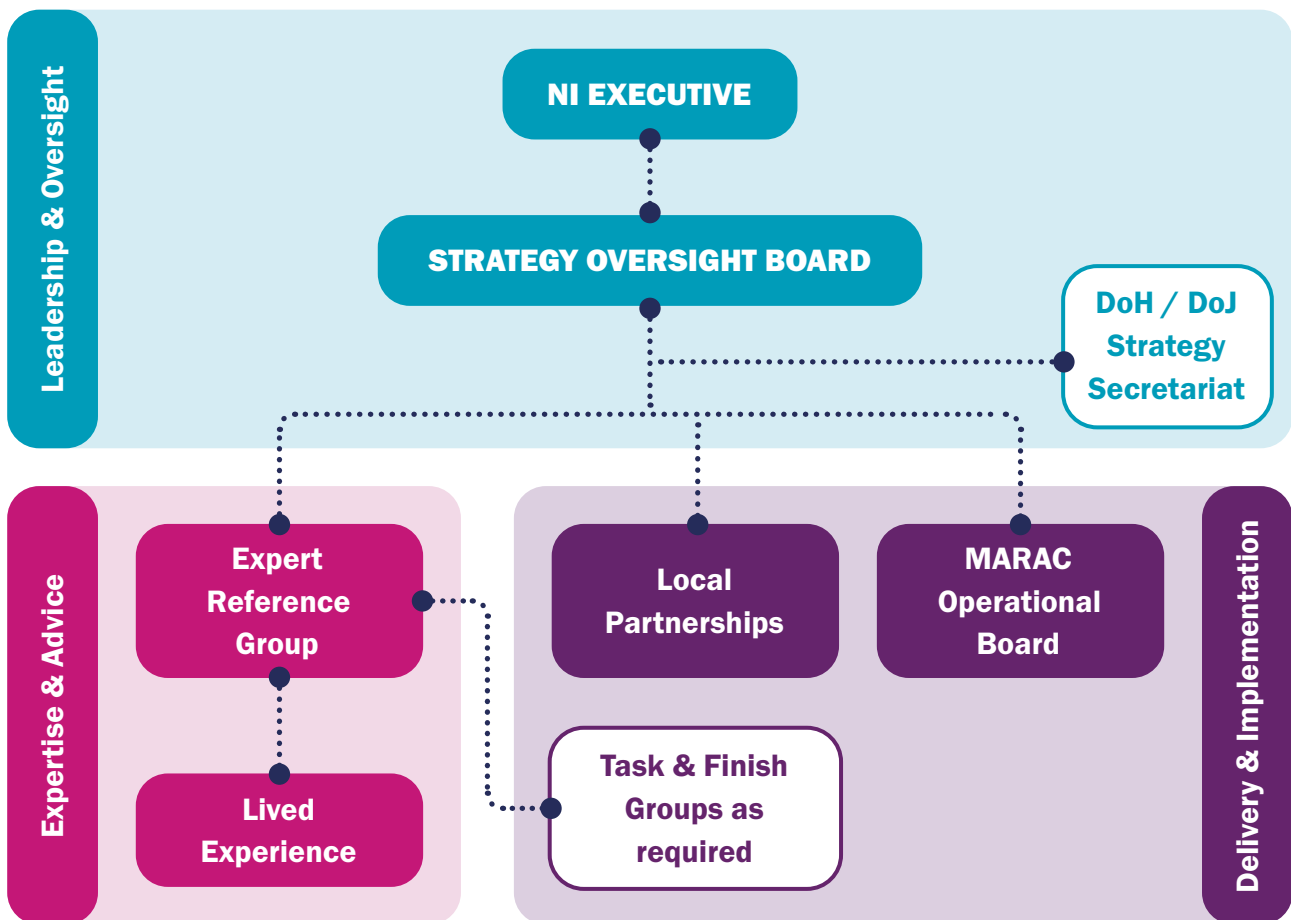 Leadership & Oversight
NI EXECUTIVE
STRATEGY OVERSIGHT BOARD
DoH / DoJ
Strategy
Secretariat
Expertise & Advice
Expert
Reference
Group
Lived
Experience
Local
Partnerships
MARAC
Operational
Board
Task & Finish
Groups as
required
Delivery & Implementation